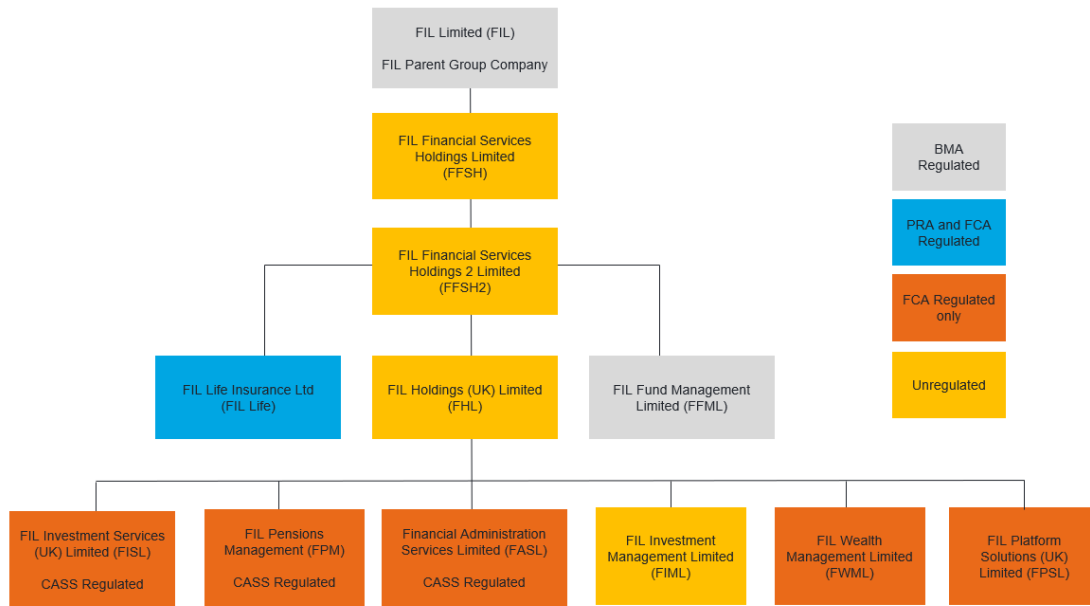 FIL Limited (FIL)
FIL Parent Group Company
FIL Financial Services
Holdings Limited
(FFSH)
FIL Financial Services
Holdings 2 Limited
(FFSH2)
FIL Life Insurance Ltd
(FIL Life)
FIL Holdings (UK) Limited
(FHL)
FIL Fund Management
Limited (FFML)
FIL Investment Services
(UK) Limited (FISL)
CASS Regulated
FIL Pensions
Management (FPM)
CASS Regulated
Financial Administration
Services Limited (FASL)
CASS Regulated
FIL Investment
Management Limited
(FIML)
FIL Wealth
Management Limited
(FWML)
FIL Platform
Solutions (UK)
Limited (FPSL)
BMA
Regulated
PRA and FCA
Regulated
FCA Regulated
only
Unregulated